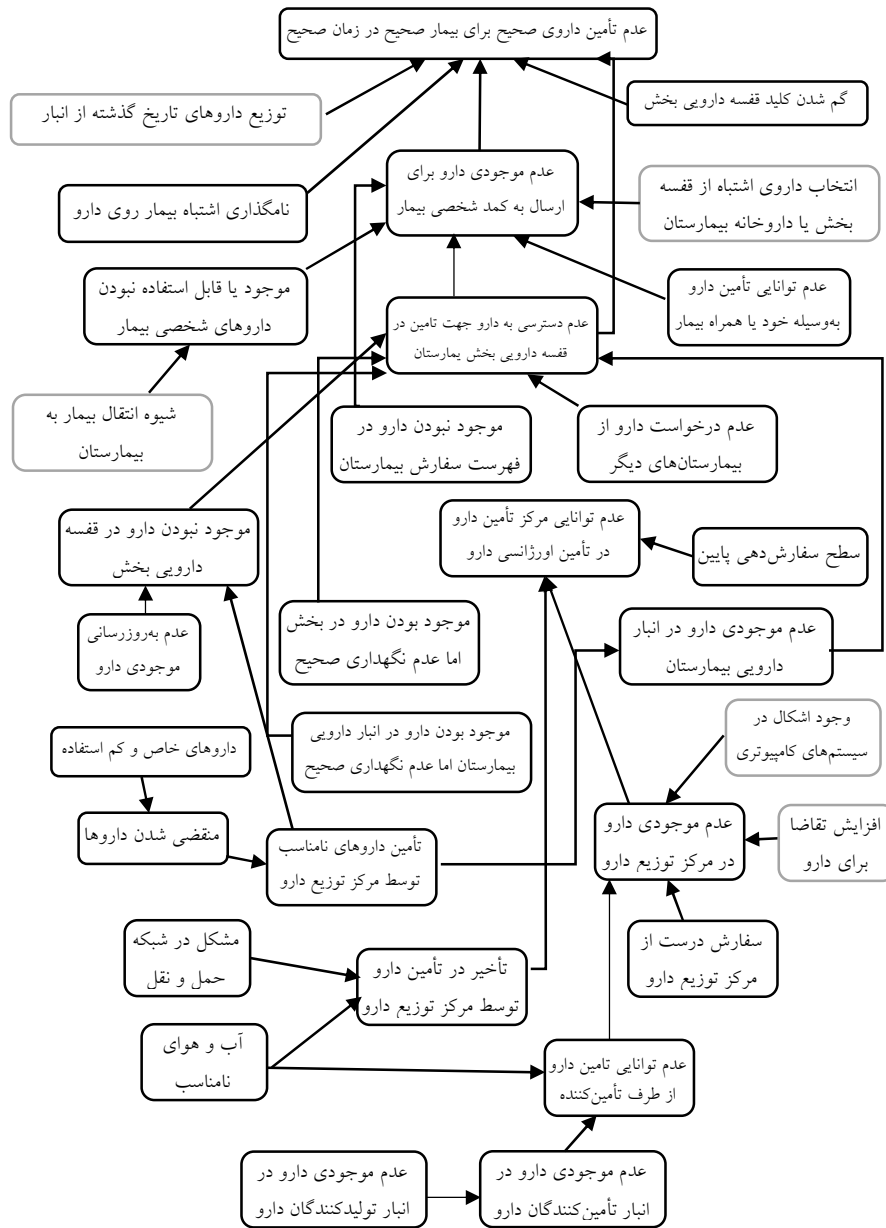 عدم تأمین داروی صحیح برای بیمار صحیح در زمان صحیح
گم شدن کلید قفسه دارویی بخش
توزیع داروهای تاریخ گذشته از انبار
عدم موجودی دارو برای
ارسال به کمد شخصی بیمار
انتخاب داروی اشتباه از قفسه
بخش یا داروخانه بیمارستان
نامگذاری اشتباه بیمار روی دارو
عدم توانایی تأمین دارو
به‌وسیله خود یا همراه بیمار
موجود یا قابل استفاده نبودن
داروهای شخصی بیمار
عدم دسترسی به دارو جهت تامین در
قفسه دارویی بخش یمارستان
شیوه انتقال بیمار به
بیمارستان
عدم درخواست دارو از
بیمارستان‌های دیگر
موجود نبودن دارو در
فهرست سفارش بیمارستان
موجود نبودن دارو در قفسه
دارویی بخش
عدم توانایی مرکز تأمین دارو
در تأمین اورژانسی دارو
سطح سفارش‌دهی پایین
عدم به‌روزرسانی
موجودی دارو
موجود بودن دارو در بخش
اما عدم نگهداری صحیح
عدم موجودی دارو در انبار
دارویی بیمارستان
وجود اشکال در
سیستم‌های کامپیوتری
موجود بودن دارو در انبار دارویی
بیمارستان اما عدم نگهداری صحیح
داروهای خاص و کم استفاده
منقضی شدن داروها
تأمین داروهای نامناسب
توسط مرکز توزیع دارو
عدم موجودی دارو
در مرکز توزیع دارو
افزایش تقاضا
برای دارو
سفارش درست از
مرکز توزیع دارو
مشکل در شبکه
حمل و نقل
تأخیر در تأمین دارو
توسط مرکز توزیع دارو
آب و هوای
نامناسب
عدم توانایی تامین دارو
از طرف تأمین‌کننده
عدم موجودی دارو در
انبار تأمین‌کنندگان دارو
عدم موجودی دارو در
انبار تولیدکنندگان دارو